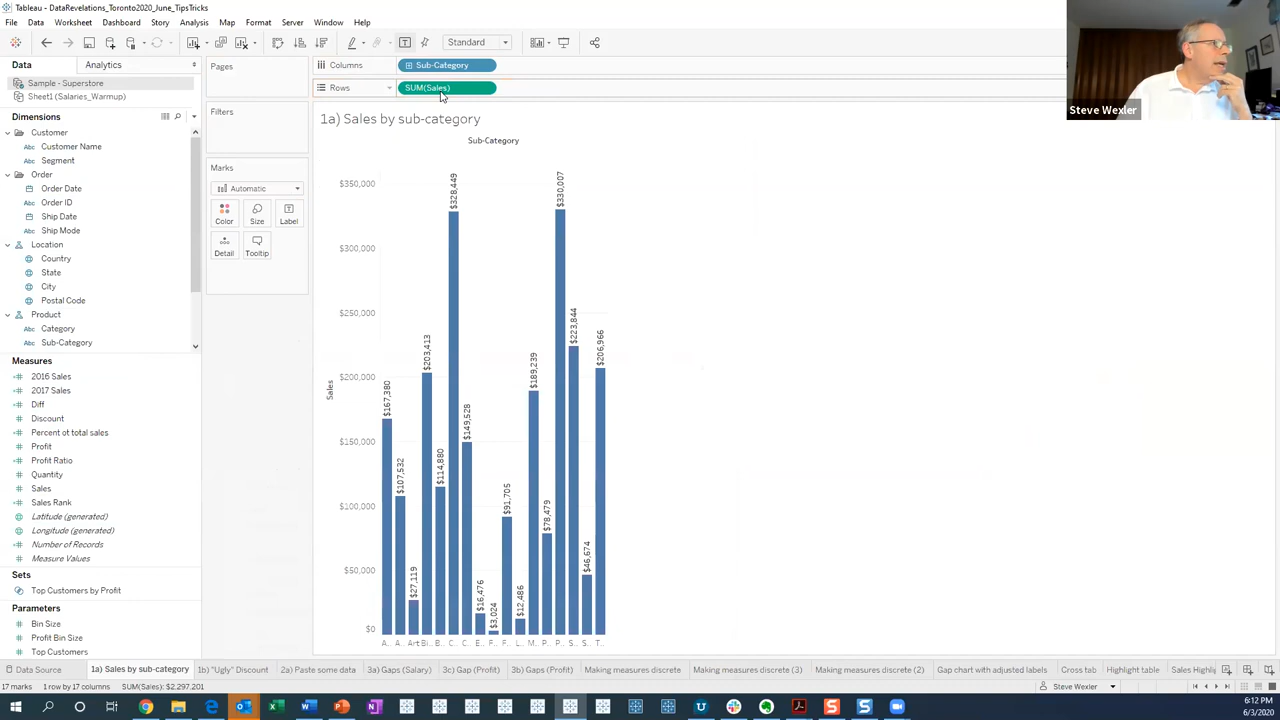 Tableau - DataRevelations_Toronto2020_June_TipsTricks
File Data Worksheet Dashboard Story Analysis Map Format Server Window Help
Standard
Data Analytics
Sample - Superstore
Sheet1 (Salaries_Warmup)
Dimensions
Customer
Abc Customer Name
Abc Segment
Order
Order Date
Abc Order ID
Ship Date
Abc Ship Mode
Location
Country
State
City
Postal Code
Product
Abc Category
Abc Sub-Category
Measures
2016 Sales
2017 Sales
Diff
Discount
Percent ot total sales
Profit
Profit Ratio
Quantity
Sales
Sales Rank
Latitude (generated)
Longitude (generated)
Number of Records
Measure Values
Sets
Top Customers by Profit
Parameters
Bin Size
Profit Bin Size
Top Customers
Pages
Filters
Marks
Automatic
Color Size Label
Detail Tooltip
Columns Sub-Category
Rows SUM(Sales)
1a) Sales by sub-category
Sub-Category
Sales
$350,000
$300,000
$250,000
$200,000
$150,000
$100,000
$50,000
$0
$167,380
$107,532
$27,119
$203,413
$114,880
$328,449
$149,528
$16,476
$3,024
$91,705
$12,486
$189,239
$78,479
$330,007
$223,844
$46,674
$206,966
A.. A.. Art Bi.. B.. C.. C.. E.. F.. F.. L.. M.. P.. P.. S.. S.. T..
Steve Wexler
Data Source 1a) Sales by sub-category 1b) "Ugly" Discount 2a) Paste some data 3a) Gaps (Salary) 3c) Gap (Profit) 3b) Gaps (Profit) Making measures discrete Making measures discrete (3) Making measures discrete (2) Gap chart with adjusted labels Cross tab Highlight table Sales Highli
17 marks 1 row by 17 columns SUM(Sales): $2,297,201
Steve Wexler
6:12 PM
6/3/2020